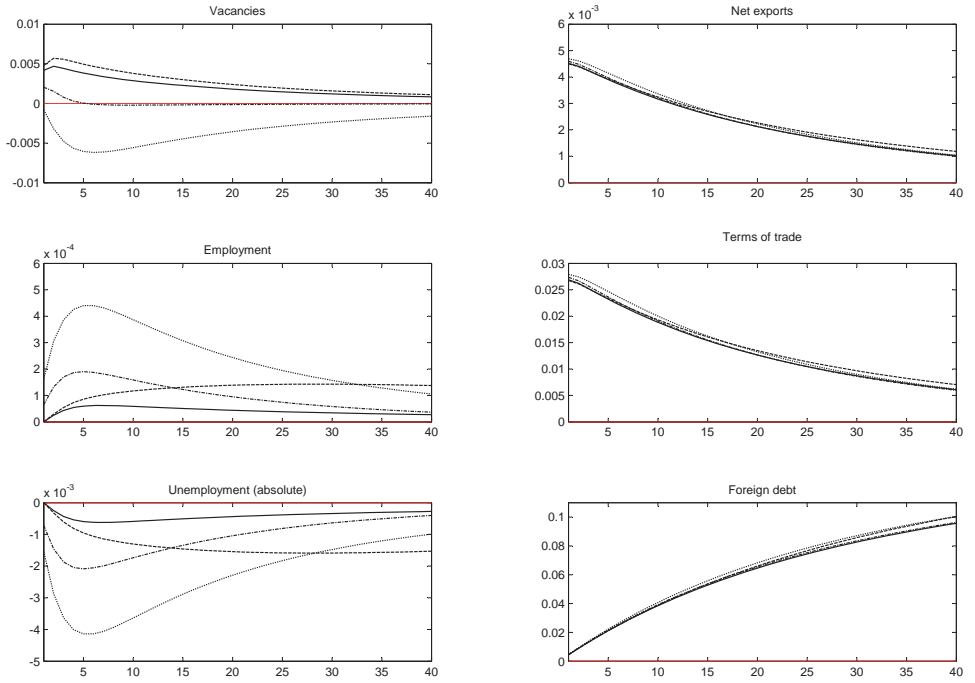 Vacancies
0.01
0.005
0
-0.005
-0.01
5 10 15 20 25 30 35 40
Net exports
x 10-3
6
5
4
3
2
1
0
5 10 15 20 25 30 35 40
Employment
x 10-4
6
5
4
3
2
1
0
5 10 15 20 25 30 35 40
Terms of trade
0.03
0.025
0.02
0.015
0.01
0.005
0
5 10 15 20 25 30 35 40
Unemployment (absolute)
x 10-3
0
-1
-2
-3
-4
-5
5 10 15 20 25 30 35 40
Foreign debt
0.1
0.08
0.06
0.04
0.02
0
5 10 15 20 25 30 35 40